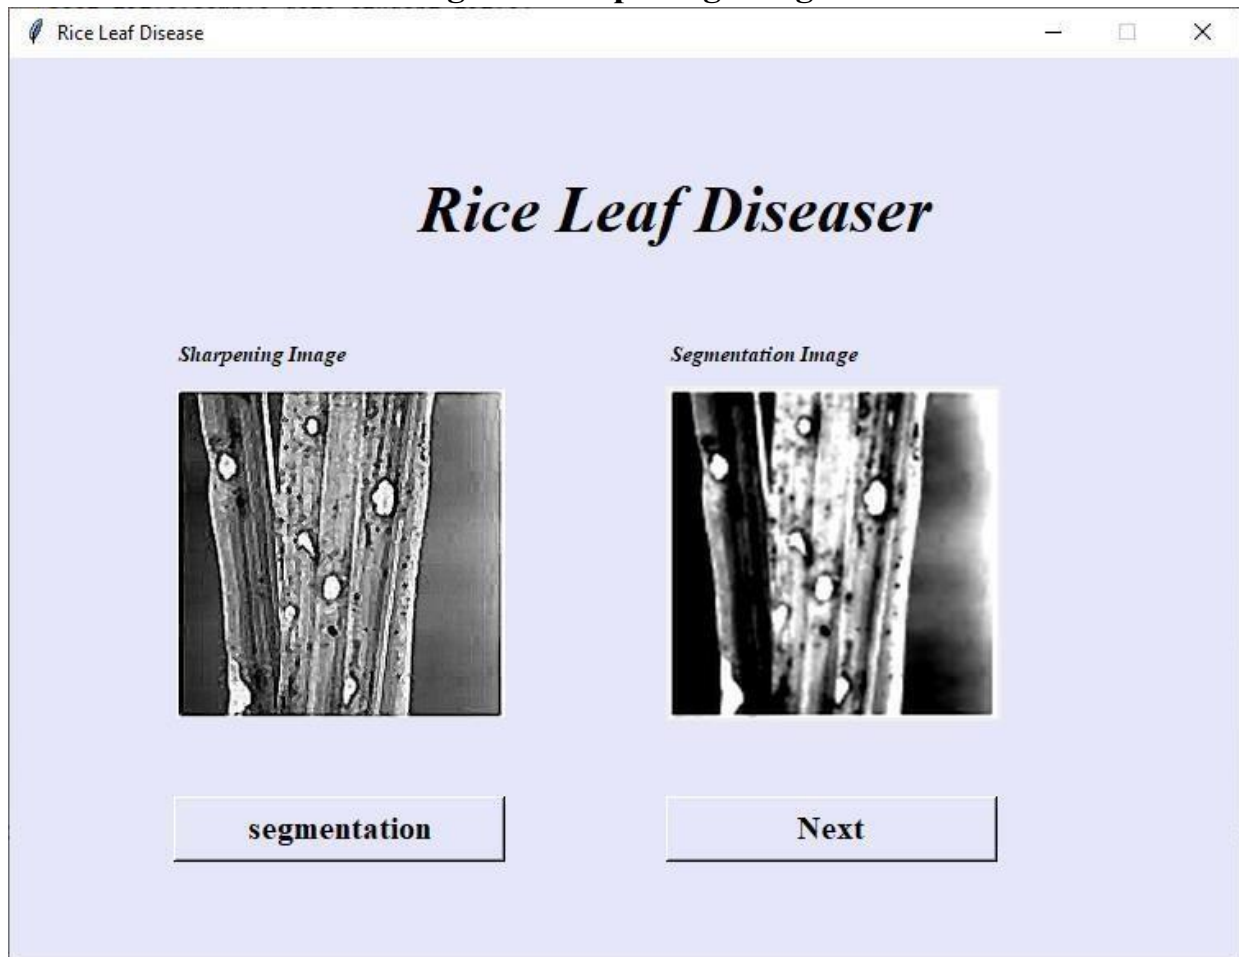 Rice Leaf Disease
Rice Leaf Diseaser
Sharpening Image
Segmentation Image
segmentation
Next